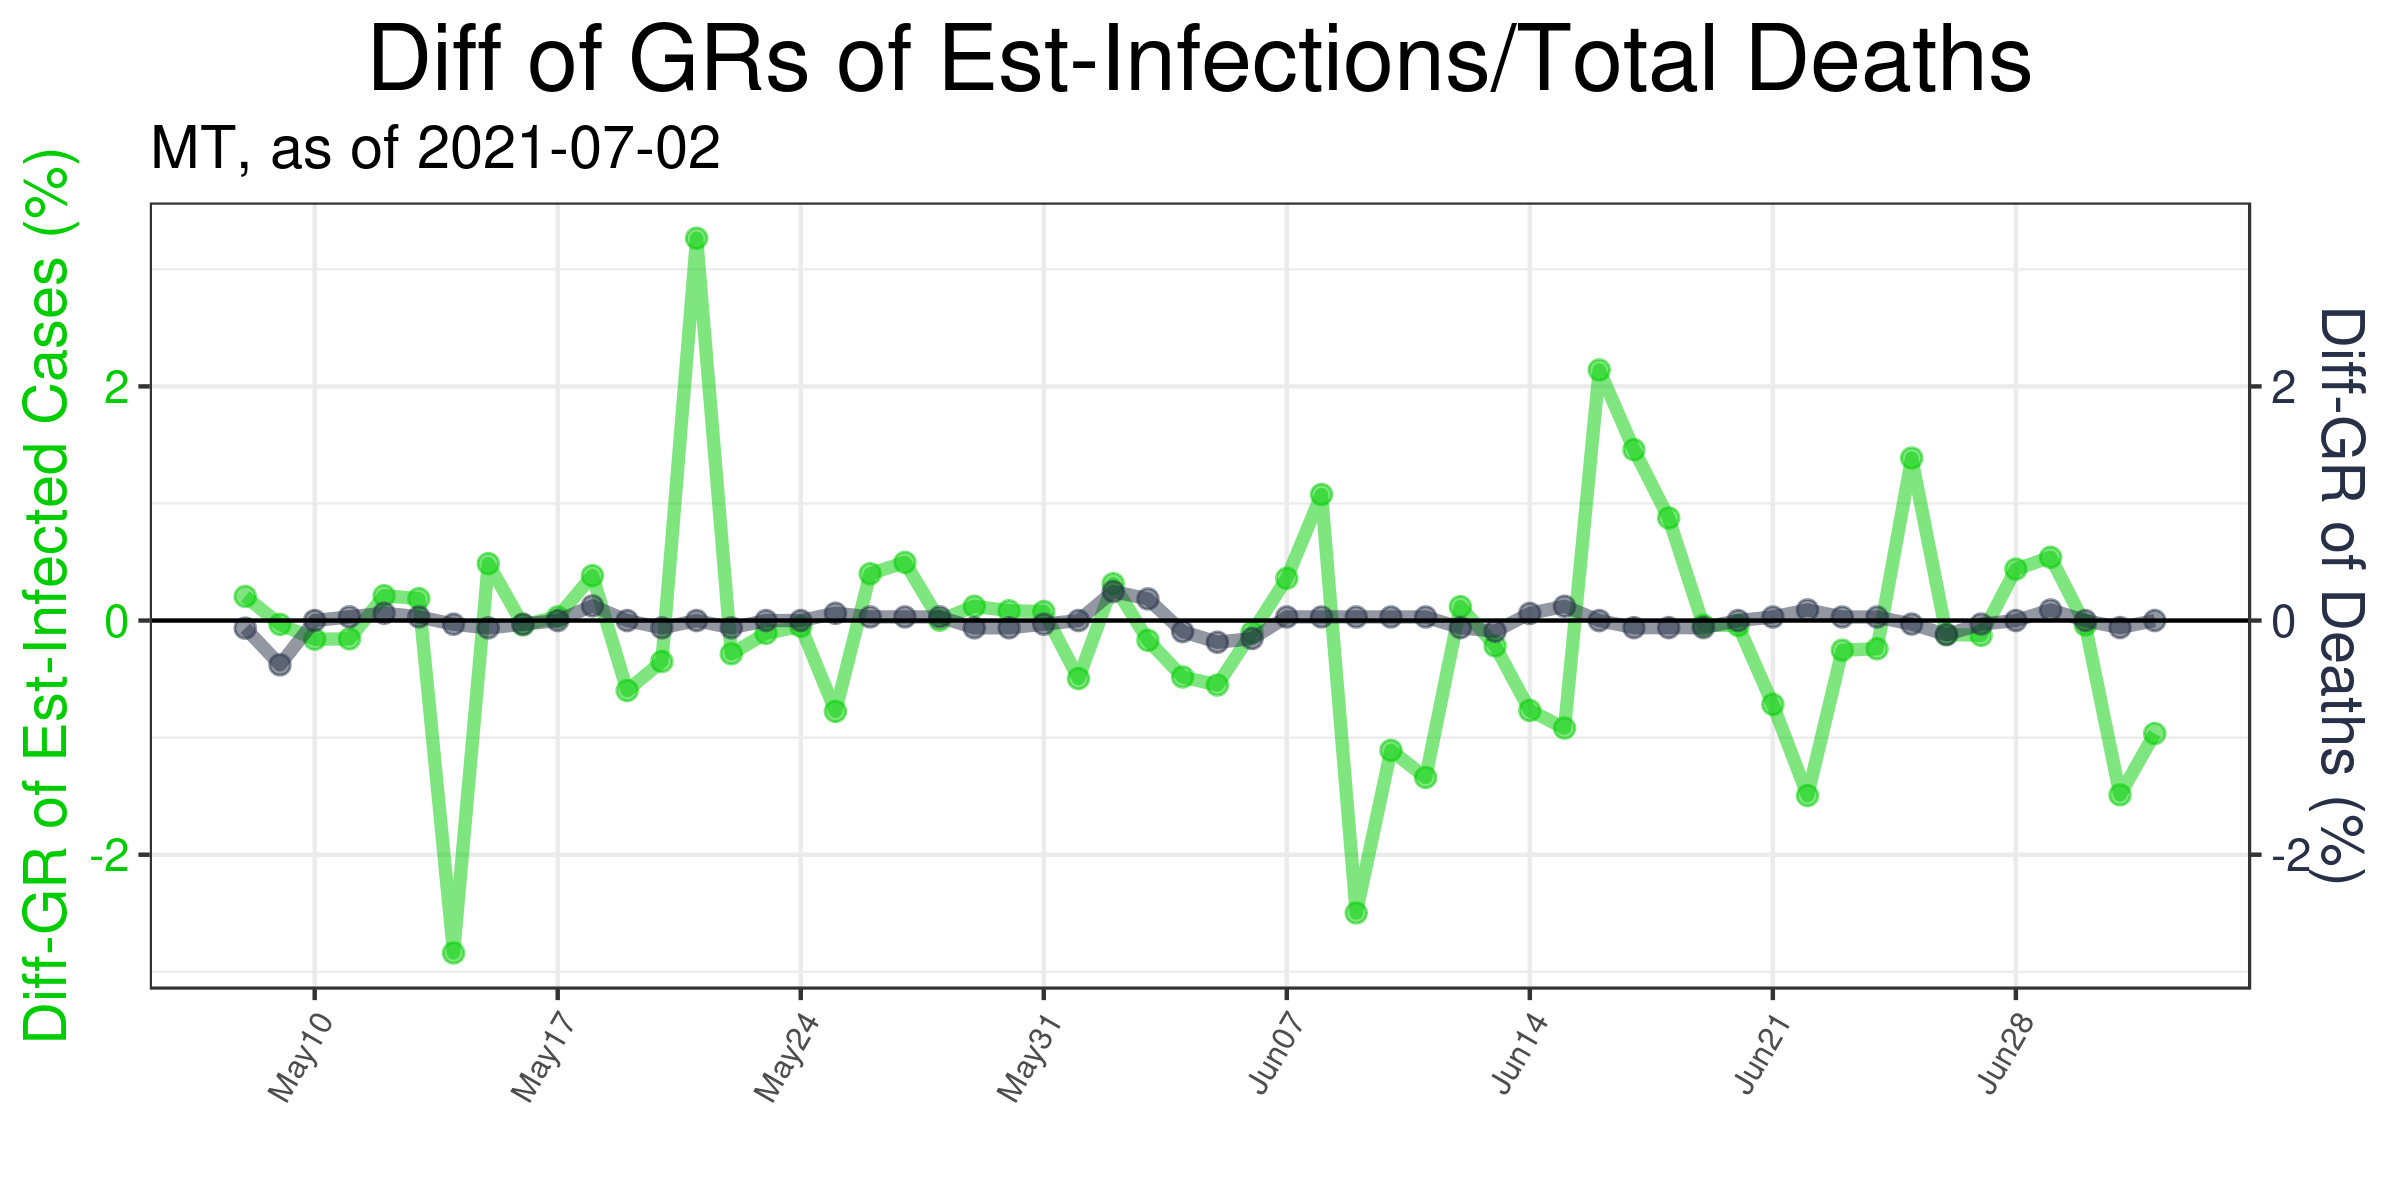 Diff of GRs of Est-Infections/Total Deaths
MT, as of 2021-07-02
Diff-GR of Est-Infected Cases (%)
2
0
-2
2
0
-2
Diff-GR of Deaths (%)
May10
May17
May24
May31
Jun07
Jun14
Jun21
Jun28